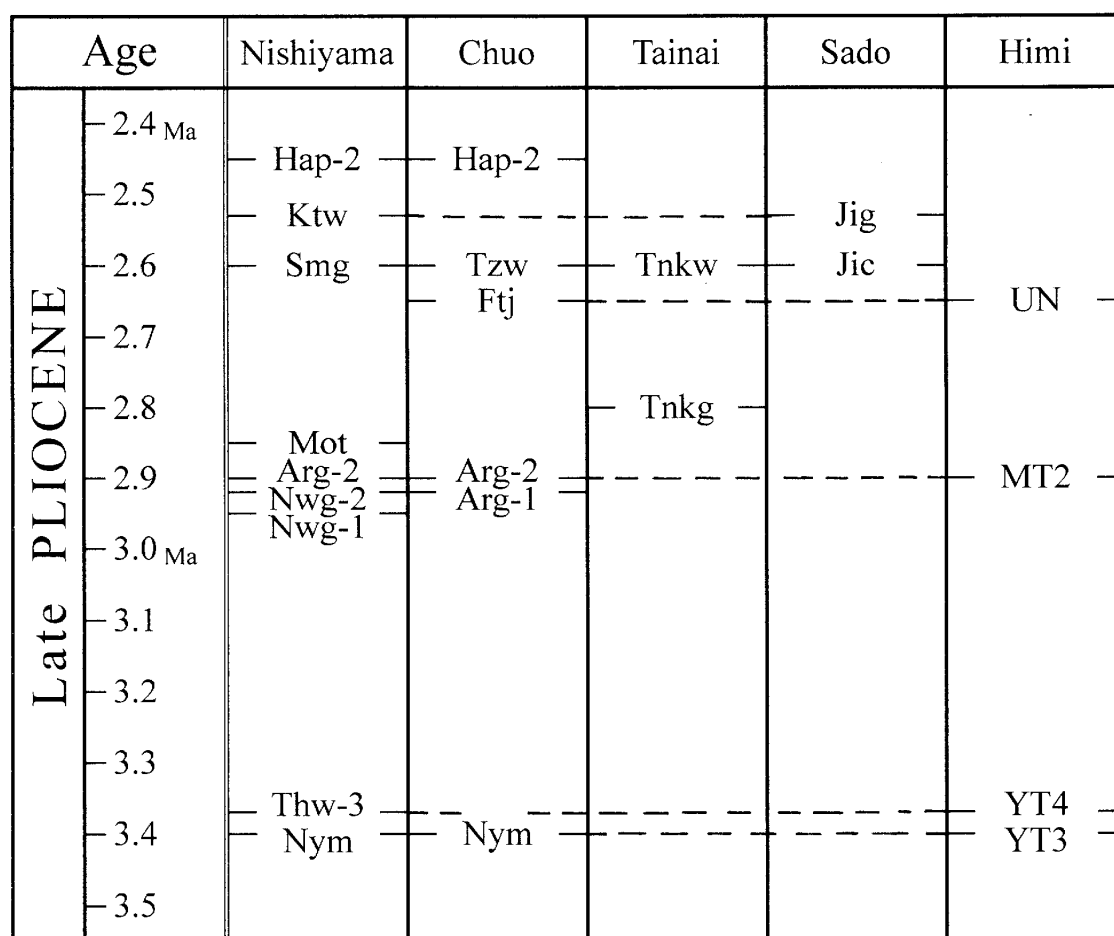 Age Nishiyama Chuo Tainai Sado Himi
Late PLIOCENE
2.4 Ma
Hap-2 Hap-2
2.5
Ktw Jig
2.6 Smg Tzw Tnkw Jic
Ftj UN
2.7
2.8 Tnkg
Mot
2.9 Arg-2 Arg-2 MT2
Nwg-2 Arg-1
Nwg-1
3.0 Ma
3.1
3.2
3.3
Thw-3 YT4
3.4 Nym Nym YT3
3.5